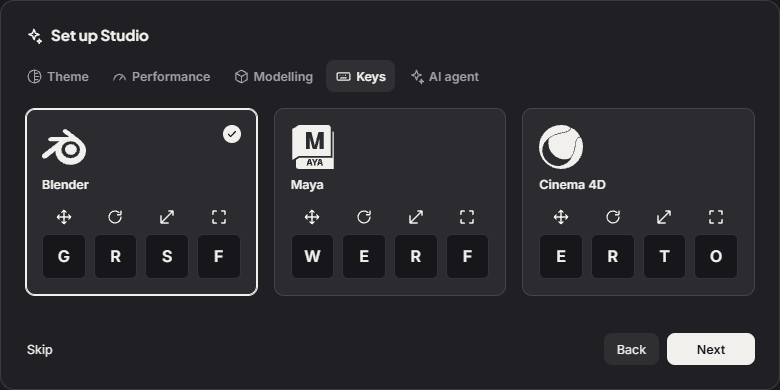 Set up Studio
Theme Performance Modelling Keys AI agent
M
AYA
Blender Maya Cinema 4D
G R S F W E R F E R T O
Skip Back Next